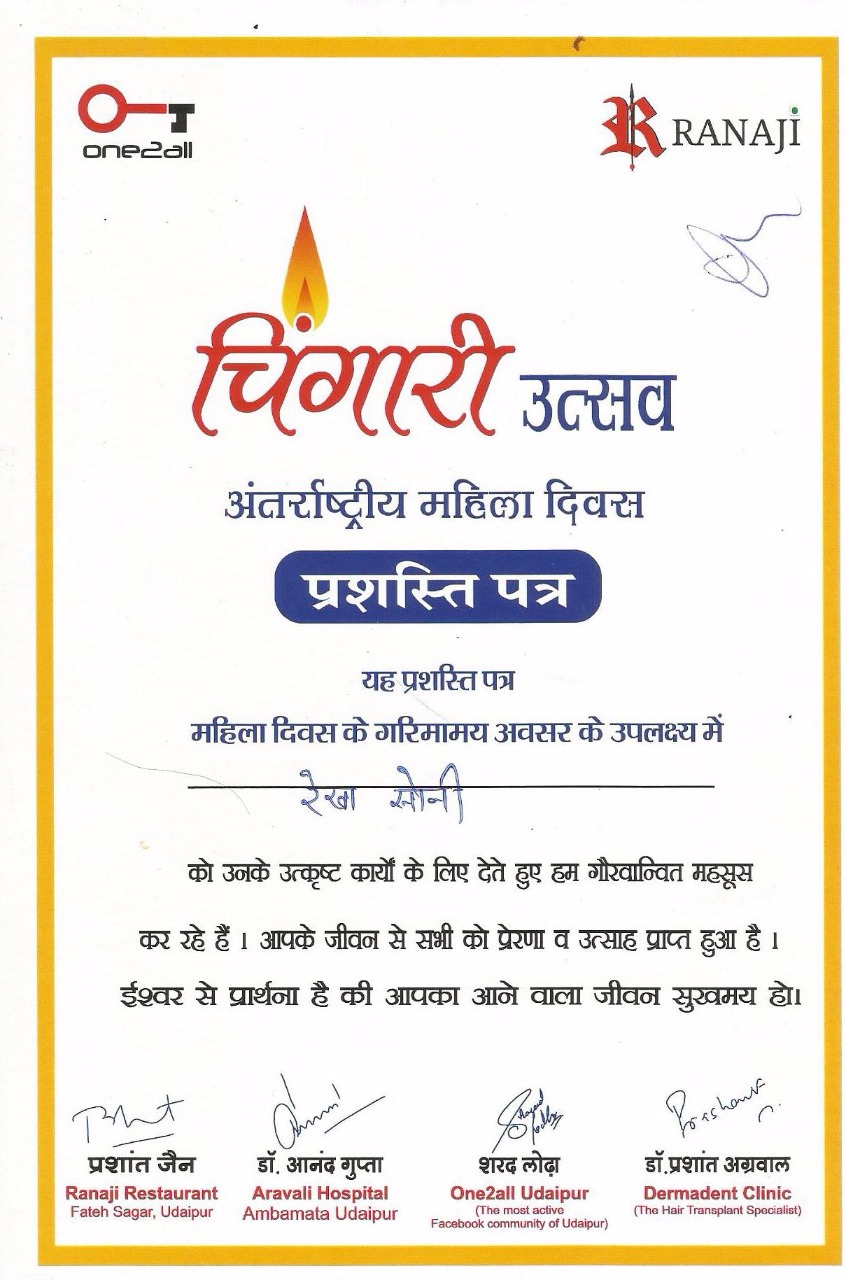 one2all
RANAJI
चिंगारी उत्सव
अंतर्राष्ट्रीय महिला दिवस
प्रशस्ति पत्र
यह प्रशस्ति पत्र
महिला दिवस के गरिमामय अवसर के उपलक्ष्य में
रेखा सोनी
को उनके उत्कृष्ट कार्यों के लिए देते हुए हम गौरवान्वित महसूस
कर रहे हैं । आपके जीवन से सभी को प्रेरणा व उत्साह प्राप्त हुआ है ।
ईश्वर से प्रार्थना है की आपका आने वाला जीवन सुखमय हो।
Prashant
प्रशांत जैन डॉ. आनंद गुप्ता शरद लोढ़ा डॉ.प्रशांत अग्रवाल
Ranaji Restaurant Aravali Hospital One2all Udaipur Dermadent Clinic
Fateh Sagar, Udaipur Ambamata Udaipur (The most active (The Hair Transplant Specialist)
Facebook community of Udaipur)